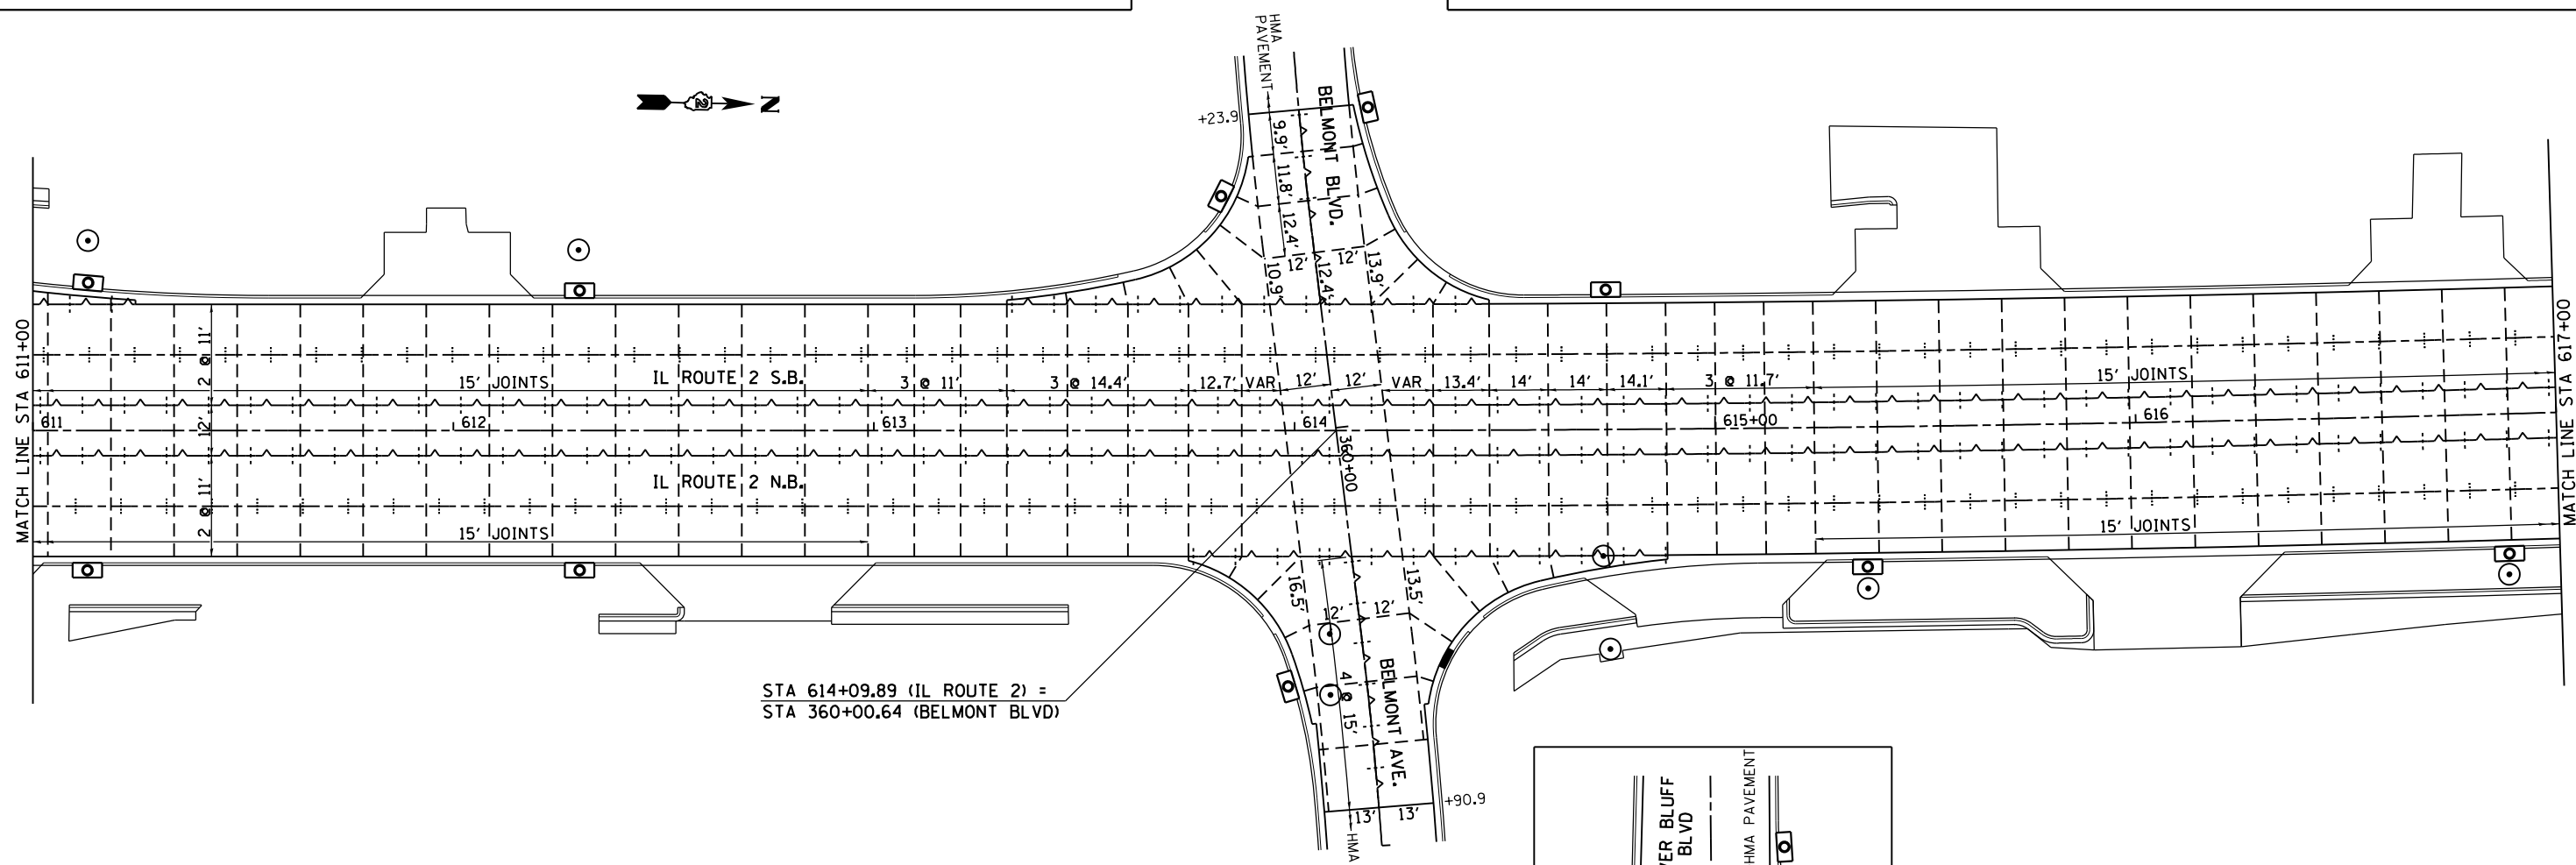 HMA
PAVEMENT
BELMONT BLVD.
2
N
+23.9
9.9'
11.8'
12.4'
12'
12'
10.9'
12.4'
13.9'
MATCH LINE STA 611+00
2 @ 11'
12'
2 @ 11'
15' JOINTS
IL ROUTE 2 S.B.
3 @ 11'
3 @ 14.4'
12.7'
VAR
12'
12'
VAR
13.4'
14'
14'
14.1'
3 @ 11.7'
15' JOINTS
611
612
613
614
615+00
616
360+00
IL ROUTE 2 N.B.
15' JOINTS
15' JOINTS
MATCH LINE STA 617+00
16.5'
13.5'
12'
12'
4 @ 15'
BELMONT AVE.
STA 614+09.89 (IL ROUTE 2) =
STA 360+00.64 (BELMONT BLVD)
+90.9
13'
13'
HMA
VER BLUFF
BLVD
HMA PAVEMENT